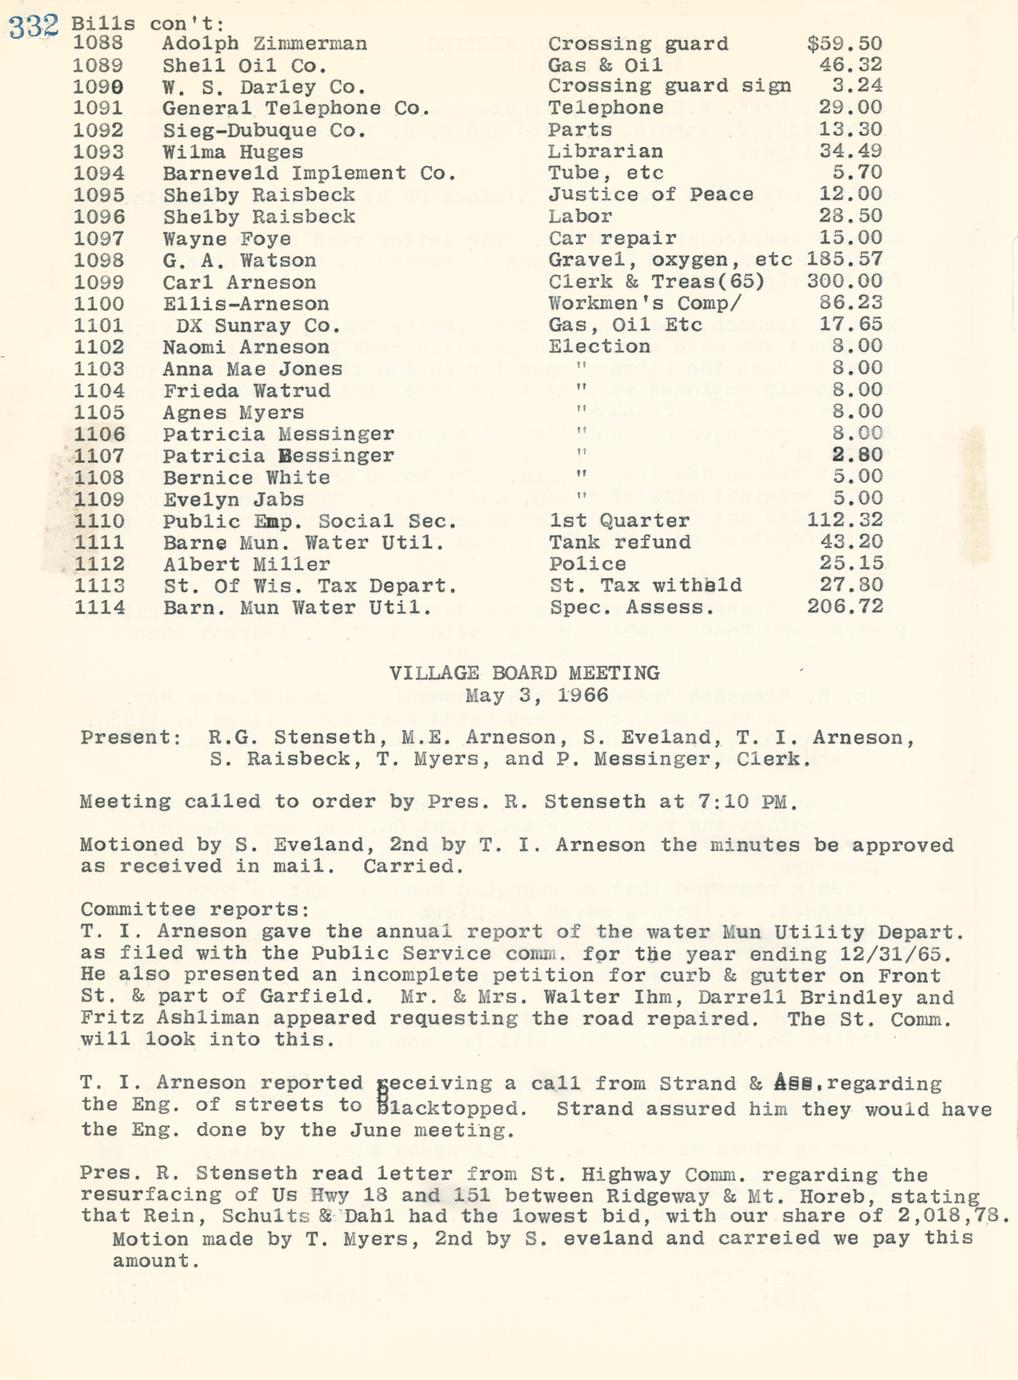 332 Bills con't:
1088 Adolph Zimmerman Crossing guard $59.50
1089 Shell Oil Co. Gas & Oil 46.32
1090 W. S. Darley Co. Crossing guard sign 3.24
1091 General Telephone Co. Telephone 29.00
1092 Sieg-Dubuque Co. Parts 13.30
1093 Wilma Huges Librarian 34.49
1094 Barneveld Implement Co. Tube, etc 5.70
1095 Shelby Raisbeck Justice of Peace 12.00
1096 Shelby Raisbeck Labor 28.50
1097 Wayne Foye Car repair 15.00
1098 G. A. Watson Gravel, oxygen, etc 185.57
1099 Carl Arneson Clerk & Treas(65) 300.00
1100 Ellis-Arneson Workmen's Comp/ 86.23
1101 DX Sunray Co. Gas, Oil Etc 17.65
1102 Naomi Arneson Election 8.00
1103 Anna Mae Jones " 8.00
1104 Frieda Watrud " 8.00
1105 Agnes Myers " 8.00
1106 Patricia Messinger " 8.00
1107 Patricia Bessinger " 2.80
1108 Bernice White " 5.00
1109 Evelyn Jabs " 5.00
1110 Public Emp. Social Sec. 1st Quarter 112.32
1111 Barne Mun. Water Util. Tank refund 43.20
1112 Albert Miller Police 25.15
1113 St. Of Wis. Tax Depart. St. Tax withheld 27.80
1114 Barn. Mun Water Util. Spec. Assess. 206.72
VILLAGE BOARD MEETING
May 3, 1966
Present: R.G. Stenseth, M.E. Arneson, S. Eveland, T. I. Arneson,
S. Raisbeck, T. Myers, and P. Messinger, Clerk.
Meeting called to order by Pres. R. Stenseth at 7:10 PM.
Motioned by S. Eveland, 2nd by T. I. Arneson the minutes be approved
as received in mail. Carried.
Committee reports:
T. I. Arneson gave the annual report of the water Mun Utility Depart.
as filed with the Public Service comm. for the year ending 12/31/65.
He also presented an incomplete petition for curb & gutter on Front
St. & part of Garfield. Mr. & Mrs. Walter Ihm, Darrell Brindley and
Fritz Ashliman appeared requesting the road repaired. The St. Comm.
will look into this.
T. I. Arneson reported receiving a call from Strand & Ass. regarding
the Eng. of streets to Blacktopped. Strand assured him they would have
the Eng. done by the June meeting.
Pres. R. Stenseth read letter from St. Highway Comm. regarding the
resurfacing of Us Hwy 18 and 151 between Ridgeway & Mt. Horeb, stating
that Rein, Schults & Dahl had the lowest bid, with our share of 2,018,78.
Motion made by T. Myers, 2nd by S. eveland and carreied we pay this
amount.